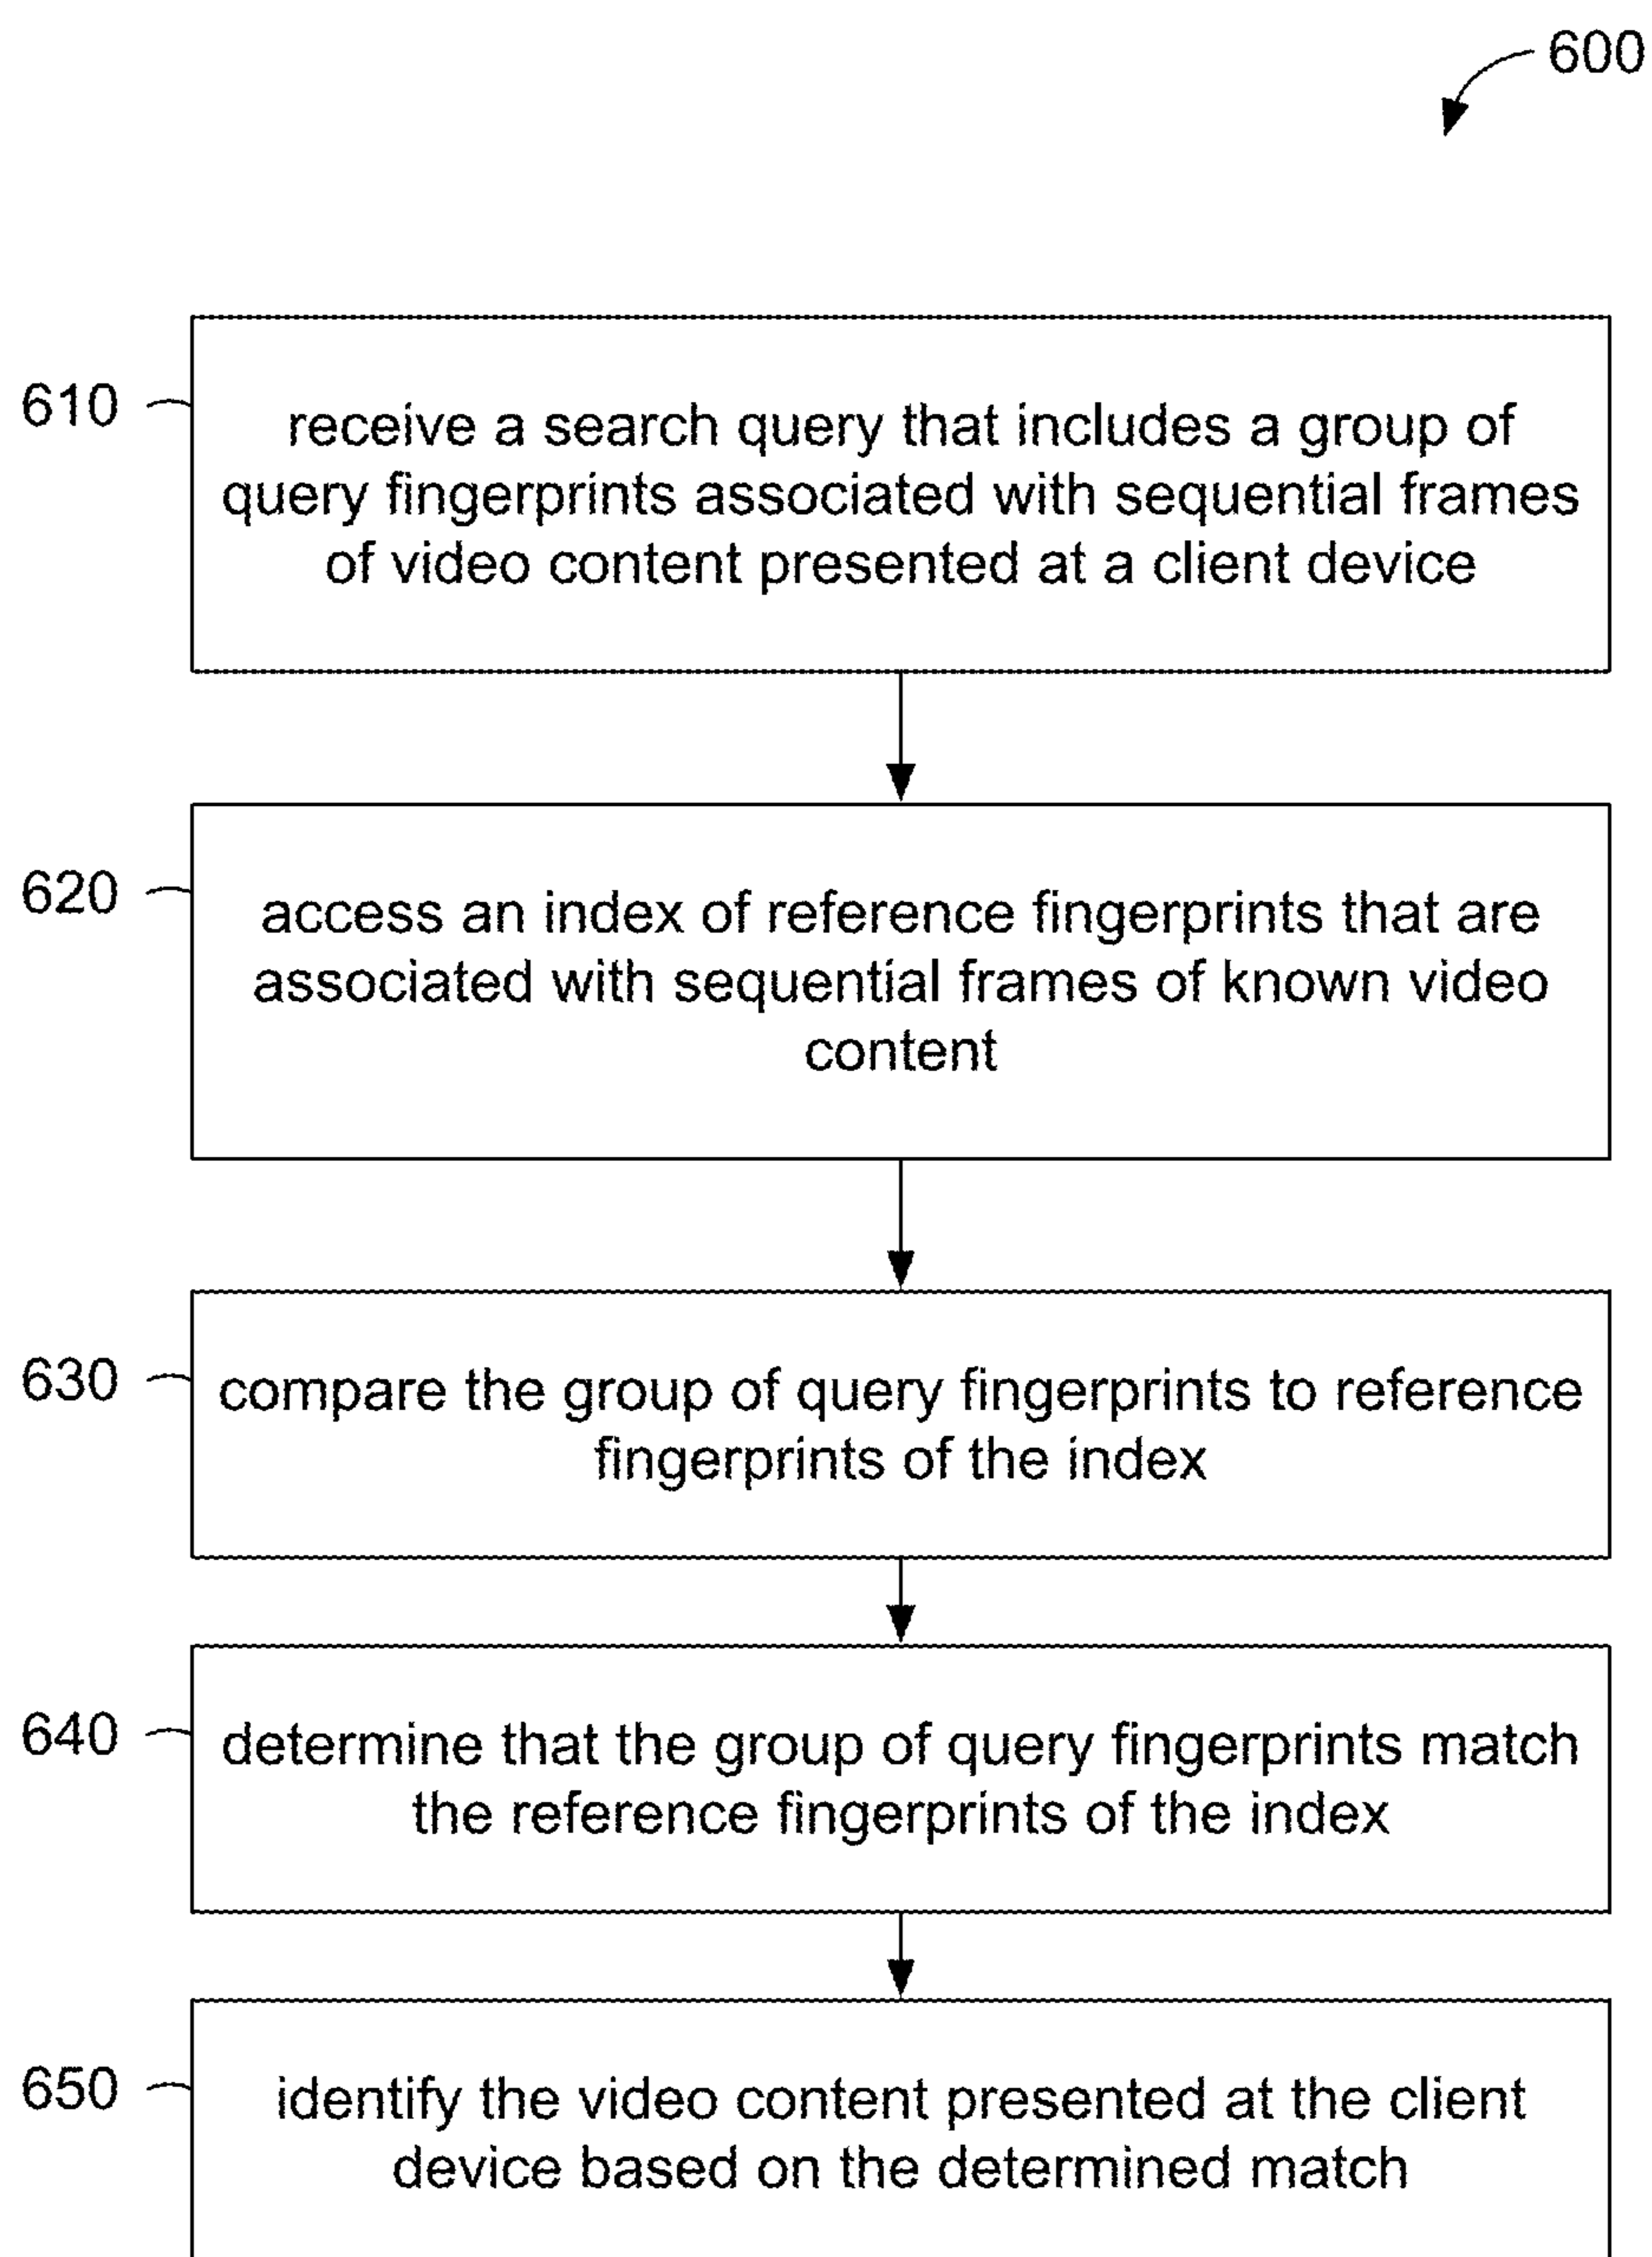 600
610
receive a search query that includes a group of
query fingerprints associated with sequential frames
of video content presented at a client device
620
access an index of reference fingerprints that are
associated with sequential frames of known video
content
630
compare the group of query fingerprints to reference
fingerprints of the index
640
determine that the group of query fingerprints match
the reference fingerprints of the index
650
identify the video content presented at the client
device based on the determined match